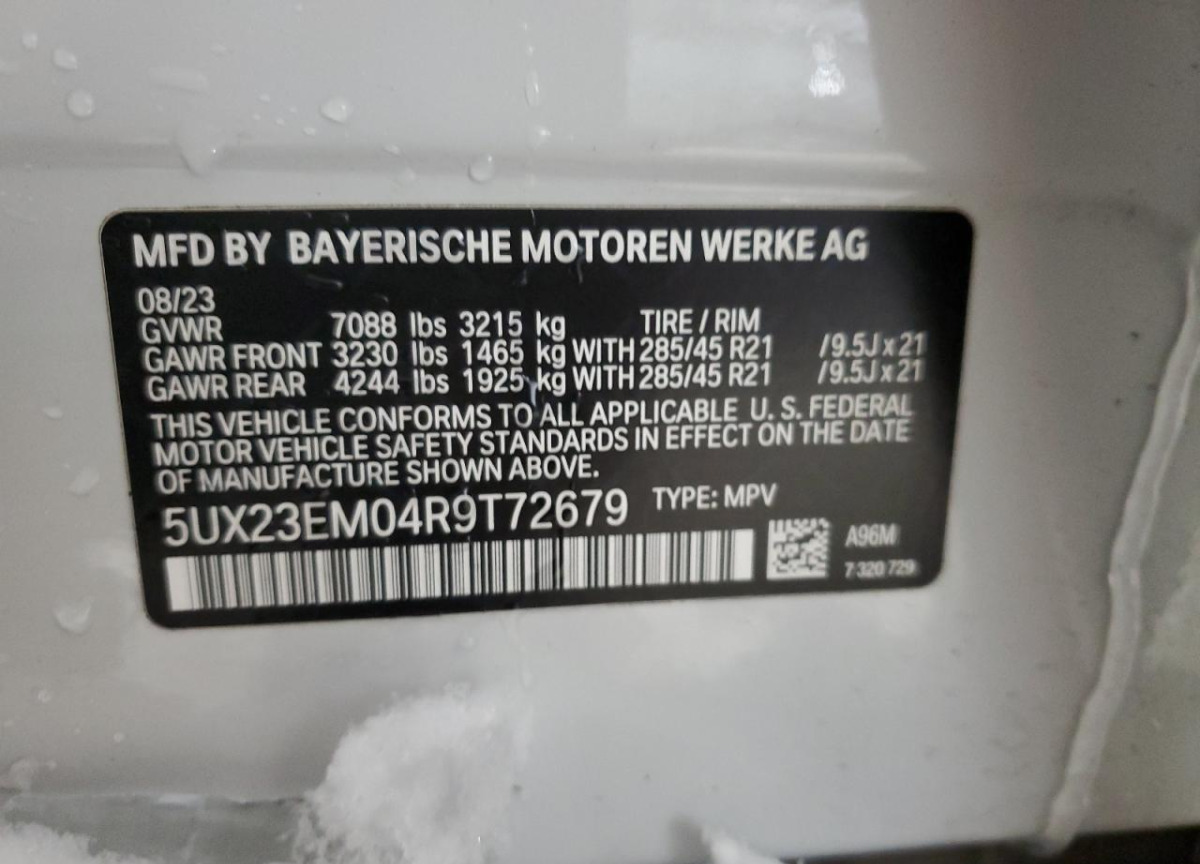 MFD BY BAYERISCHE MOTOREN WERKE AG
08/23
GVWR 7088 lbs 3215 kg TIRE / RIM
GAWR FRONT 3230 lbs 1465 kg WITH 285/45 R21 /9.5J x 21
GAWR REAR 4244 lbs 1925 kg WITH 285/45 R21 /9.5J x 21
THIS VEHICLE CONFORMS TO ALL APPLICABLE U. S. FEDERAL
MOTOR VEHICLE SAFETY STANDARDS IN EFFECT ON THE DATE
OF MANUFACTURE SHOWN ABOVE.
5UX23EM04R9T72679 TYPE: MPV
A96M
7 320 729